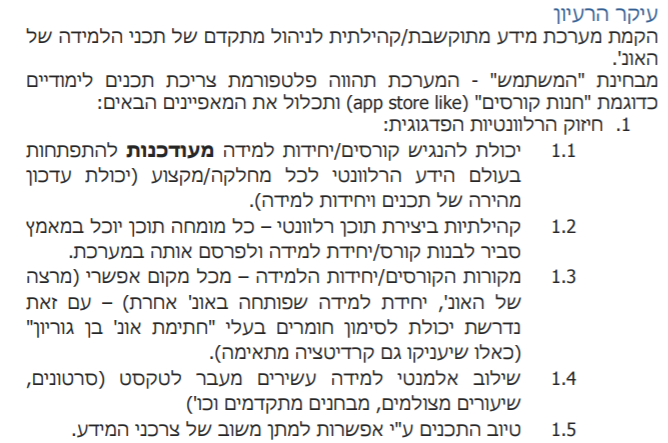 עיקר הרעיון
הקמת מערכת מידע מתוקשבת/קהילתית לניהול מתקדם של תכני הלמידה של
האונ'.
מבחינת "המשתמש" - המערכת תהווה פלטפורמת צריכת תכנים לימודיים
כדוגמת "חנות קורסים" (app store like) ותכלול את המאפיינים הבאים:
1. חיזוק הרלוונטיות הפדגוגית:
1.1 יכולת להנגיש קורסים/יחידות למידה מעודכנות להתפתחות
בעולם הידע הרלוונטי לכל מחלקה/מקצוע (יכולת עדכון
מהירה של תכנים ויחידות למידה).
1.2 קהילתיות ביצירת תוכן רלוונטי – כל מומחה תוכן יוכל במאמץ
סביר לבנות קורס/יחידת למידה ולפרסם אותה במערכת.
1.3 מקורות הקורסים/יחידות הלמידה – מכל מקום אפשרי (מרצה
של האונ', יחידת למידה שפותחה באונ' אחרת) – עם זאת
נדרשת יכולת לסימון חומרים בעלי "חתימת אונ' בן גוריון"
(כאלו שיעניקו גם קרדיטציה מתאימה).
1.4 שילוב אלמנטי למידה עשירים מעבר לטקסט (סרטונים,
שיעורים מצולמים, מבחנים מתקדמים וכו')
1.5 טיוב התכנים ע"י אפשרות למתן משוב של צרכני המידע.